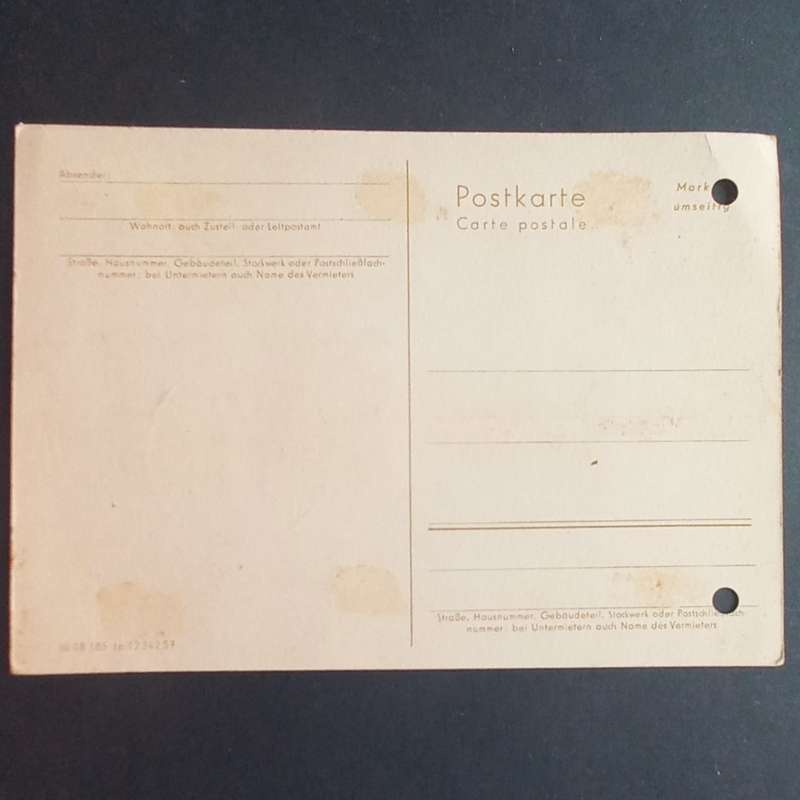 Absender:
Wohnort, auch Zustell- oder Leitpostamt
Straße, Hausnummer, Gebäudeteil, Stockwerk oder Postschließfach-
nummer; bei Untermietern auch Name des Vermieters
Postkarte
Carte postale
umseitig
Straße, Hausnummer, Gebäudeteil, Stockwerk oder
nummer; bei Untermietern auch Name des Vermieters